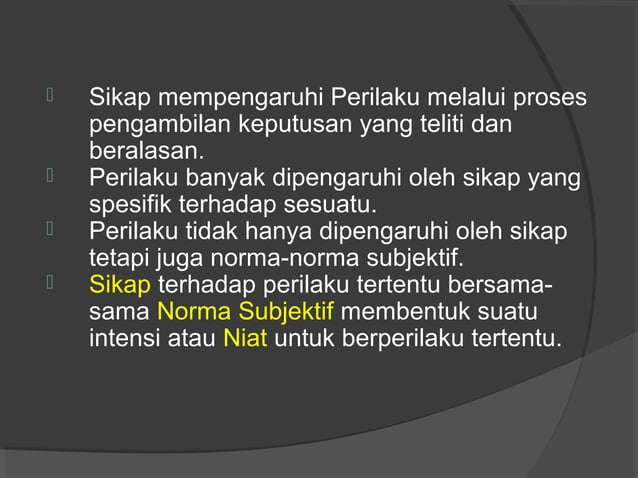 Sikap mempengaruhi Perilaku melalui proses
pengambilan keputusan yang teliti dan
beralasan.
Perilaku banyak dipengaruhi oleh sikap yang
spesifik terhadap sesuatu.
Perilaku tidak hanya dipengaruhi oleh sikap
tetapi juga norma-norma subjektif.
Sikap terhadap perilaku tertentu bersama-
sama Norma Subjektif membentuk suatu
intensi atau Niat untuk berperilaku tertentu.